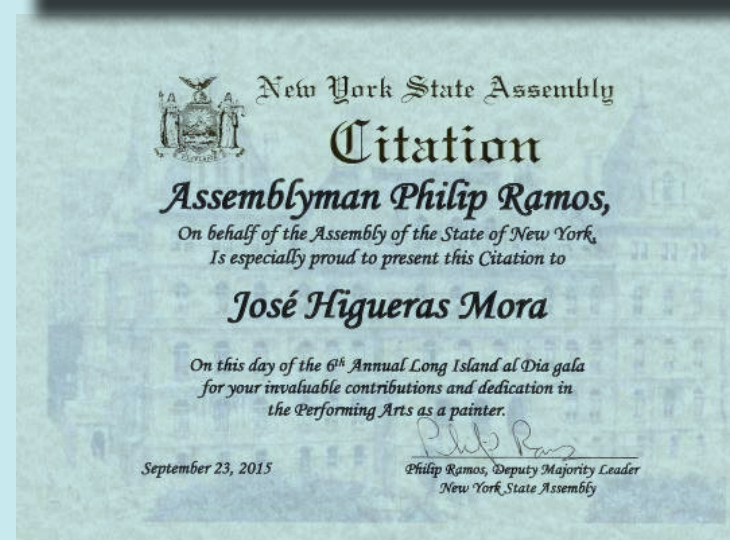 New York State Assembly
Citation
Assemblyman Philip Ramos,
On behalf of the Assembly of the State of New York,
Is especially proud to present this Citation to
José Higueras Mora
On this day of the 6th Annual Long Island al Dia gala
for your invaluable contributions and dedication in
the Performing Arts as a painter.
Philip Ramos
September 23, 2015
Philip Ramos, Deputy Majority Leader
New York State Assembly